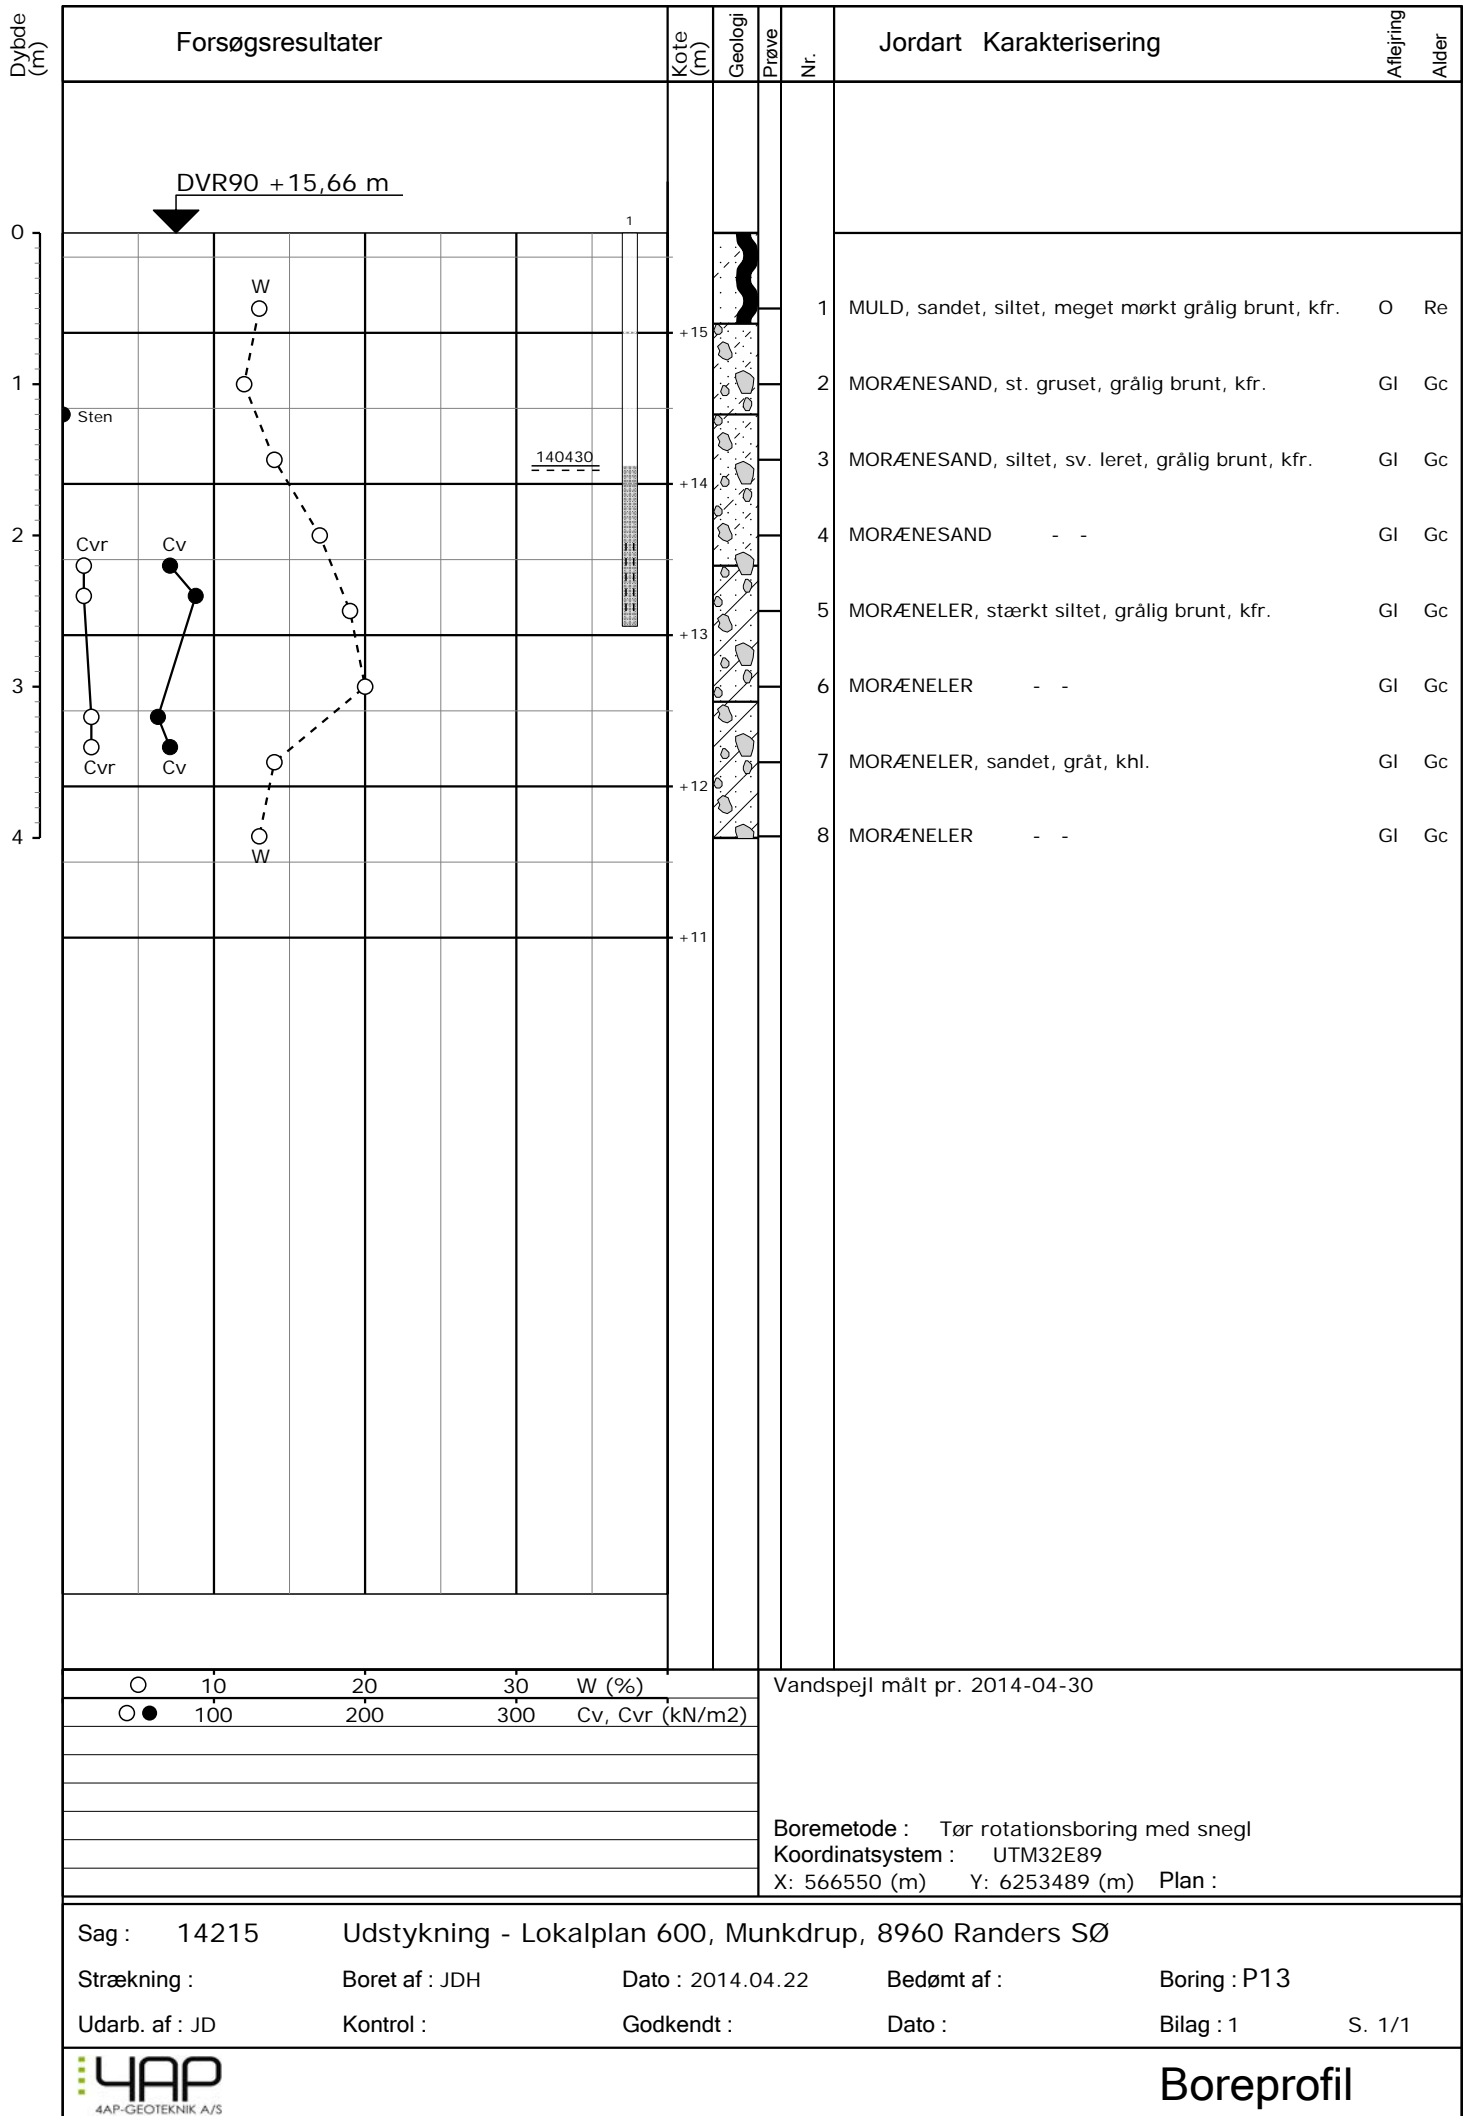 Dybde (m)
Forsøgsresultater
Kote (m)
Geologi
Prøve
Nr.
Jordart Karakterisering
Aflejring
Alder
DVR90 +15,66 m
1
0
W
1 MULD, sandet, siltet, meget mørkt grålig brunt, kfr. O Re
+15
1
2 MORÆNESAND, st. gruset, grålig brunt, kfr. Gl Gc
Sten
140430
3 MORÆNESAND, siltet, sv. leret, grålig brunt, kfr. Gl Gc
+14
2
4 MORÆNESAND - - Gl Gc
Cvr Cv
5 MORÆNELER, stærkt siltet, grålig brunt, kfr. Gl Gc
+13
3
6 MORÆNELER - - Gl Gc
Cvr Cv
7 MORÆNELER, sandet, gråt, khl. Gl Gc
+12
4
8 MORÆNELER - - Gl Gc
W
+11
10 20 30 W (%)
100 200 300 Cv, Cvr (kN/m2)
Vandspejl målt pr. 2014-04-30
Boremetode : Tør rotationsboring med snegl
Koordinatsystem : UTM32E89
X: 566550 (m) Y: 6253489 (m) Plan :
Sag : 14215 Udstykning - Lokalplan 600, Munkdrup, 8960 Randers SØ
Strækning : Boret af : JDH Dato : 2014.04.22 Bedømt af : Boring : P13
Udarb. af : JD Kontrol : Godkendt : Dato : Bilag : 1 S. 1/1
4AP
4AP-GEOTEKNIK A/S
Boreprofil